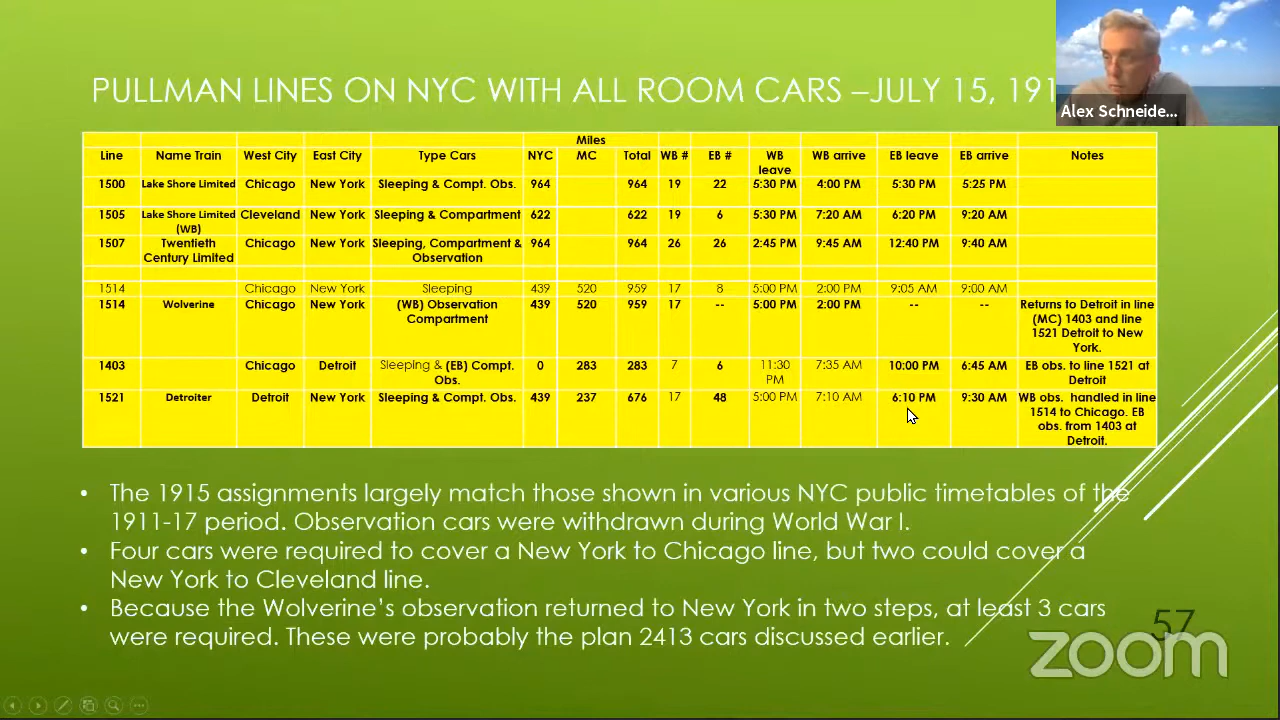 PULLMAN LINES ON NYC WITH ALL ROOM CARS –JULY 15, 191
Alex Schneide...
Miles
Line Name Train West City East City Type Cars NYC MC Total WB # EB # WB leave WB arrive EB leave EB arrive Notes
1500 Lake Shore Limited Chicago New York Sleeping & Compt. Obs. 964 964 19 22 5:30 PM 4:00 PM 5:30 PM 5:25 PM
1505 Lake Shore Limited (WB) Cleveland New York Sleeping & Compartment 622 622 19 6 5:30 PM 7:20 AM 6:20 PM 9:20 AM
1507 Twentieth Century Limited Chicago New York Sleeping, Compartment & Observation 964 964 26 26 2:45 PM 9:45 AM 12:40 PM 9:40 AM
1514 Chicago New York Sleeping 439 520 959 17 8 5:00 PM 2:00 PM 9:05 AM 9:00 AM
1514 Wolverine Chicago New York (WB) Observation Compartment 439 520 959 17 -- 5:00 PM 2:00 PM -- -- Returns to Detroit in line (MC) 1403 and line 1521 Detroit to New York.
1403 Chicago Detroit Sleeping & (EB) Compt. Obs. 0 283 283 7 6 11:30 PM 7:35 AM 10:00 PM 6:45 AM EB obs. to line 1521 at Detroit
1521 Detroiter Detroit New York Sleeping & Compt. Obs. 439 237 676 17 48 5:00 PM 7:10 AM 6:10 PM 9:30 AM WB obs. handled in line 1514 to Chicago. EB obs. from 1403 at Detroit.
• The 1915 assignments largely match those shown in various NYC public timetables of the
1911-17 period. Observation cars were withdrawn during World War I.
• Four cars were required to cover a New York to Chicago line, but two could cover a
New York to Cleveland line.
• Because the Wolverine’s observation returned to New York in two steps, at least 3 cars
were required. These were probably the plan 2413 cars discussed earlier.
57
zoom